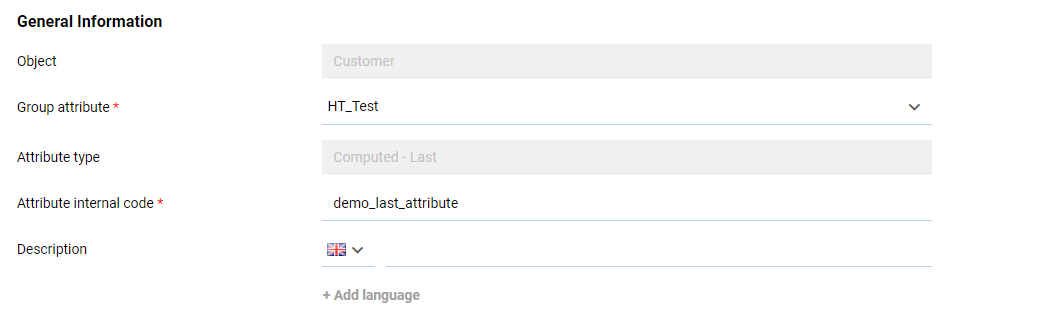 General Information
Object Customer
Group attribute * HT_Test
Attribute type Computed - Last
Attribute internal code * demo_last_attribute
Description
+ Add language